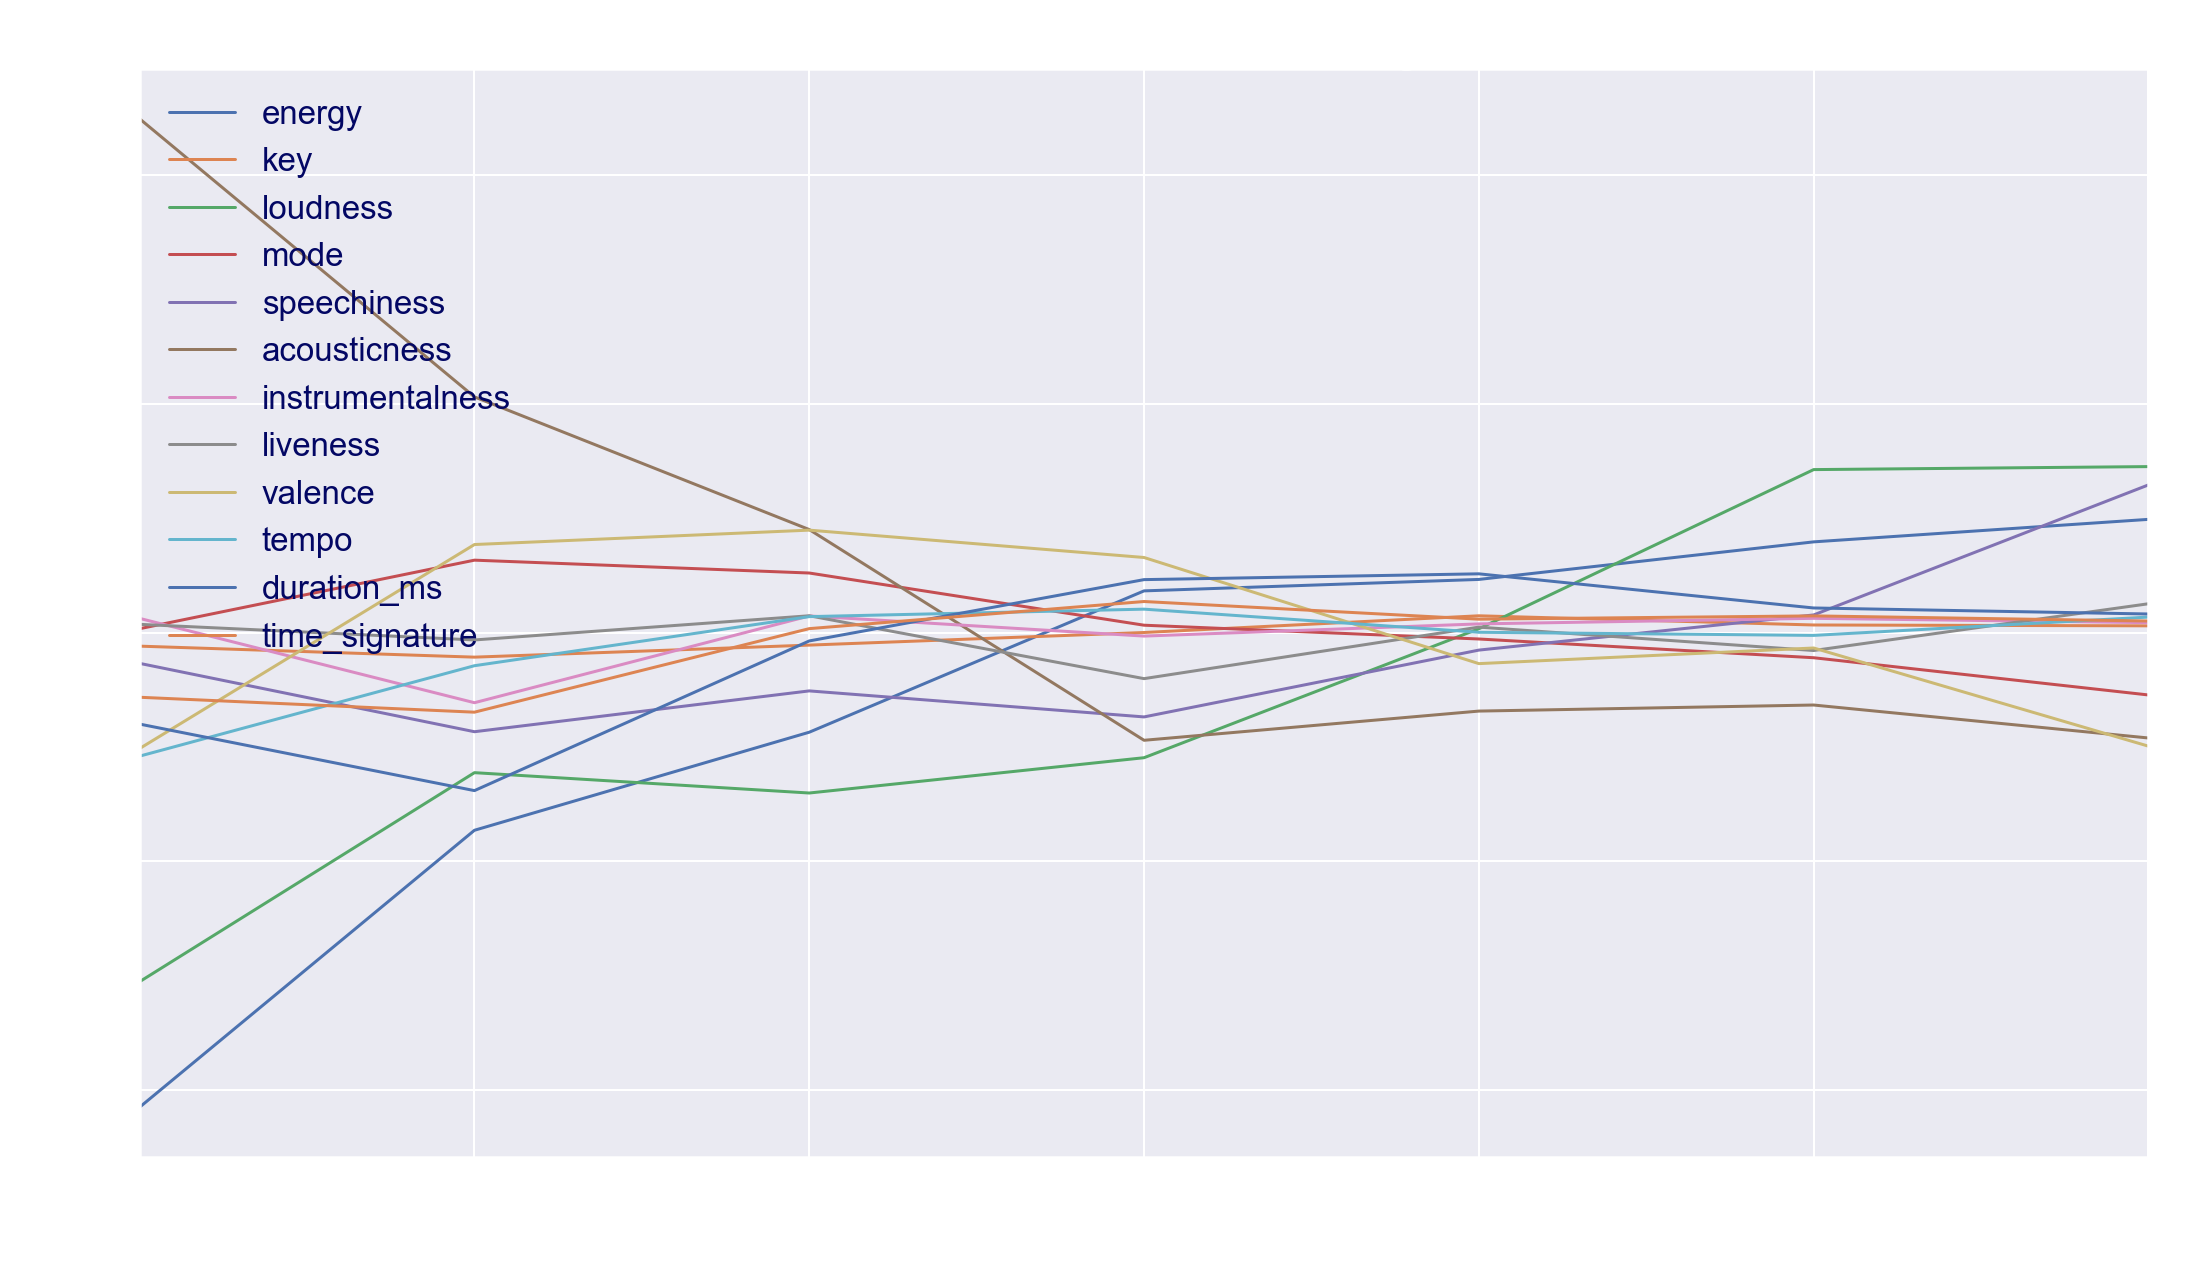 energy
key
loudness
mode
speechiness
acousticness
instrumentalness
liveness
valence
tempo
duration_ms
time_signature